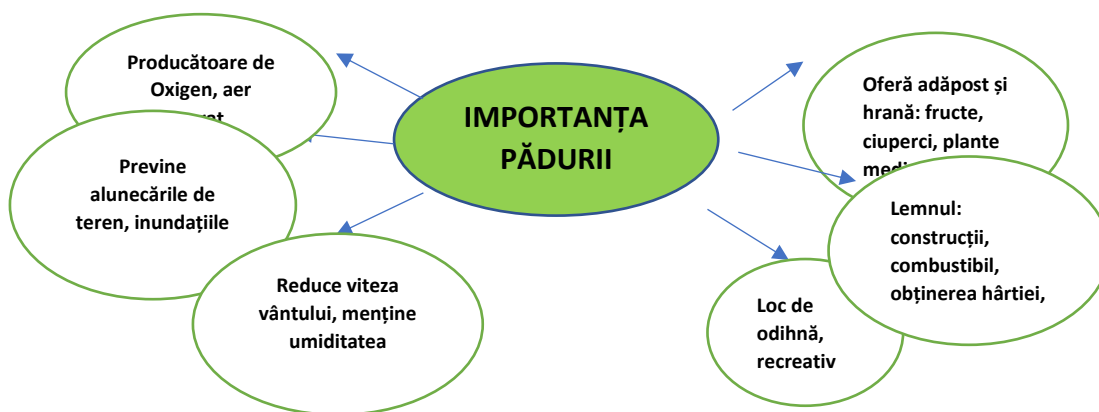 IMPORTANȚA
PĂDURII
Producătoare de
Oxigen, aer
Previne
alunecările de
teren, inundațiile
Reduce viteza
vântului, menține
umiditatea
Oferă adăpost și
hrană: fructe,
ciuperci, plante
Lemnul:
construcții,
combustibil,
obținerea hârtiei,
Loc de
odihnă,
recreativ